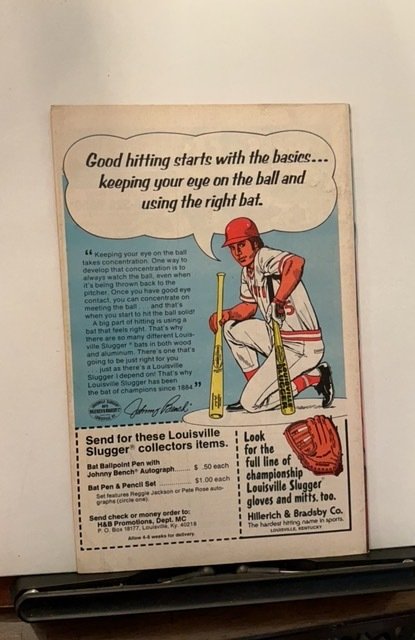 Good hitting starts with the basics...
keeping your eye on the ball and
using the right bat.
“Keeping your eye on the ball
takes concentration. One way to
develop that concentration is to
always watch the ball, even when
it's being thrown back to the
pitcher. Once you have good eye
contact, you can concentrate on
meeting the ball ... and that's
when you start to hit the ball solid!
A big part of hitting is using a
bat that feels right. That's why
there are so many different Louis-
ville Slugger® bats in both wood
and aluminum. There's one that's
going to be just right for you
... just as there's a Louisville
Slugger I depend on! That's why
Louisville Slugger has been
the bat of champions since 1884.”
Johnny Bench
Send for these Louisville
Slugger® collectors items.
Bat Ballpoint Pen with
Johnny Bench Autograph....... $ .50 each
Bat Pen & Pencil Set ............ $1.00 each
Set features Reggie Jackson or Pete Rose auto-
graphs (circle one).
Send check or money order to:
H&B Promotions, Dept. MC
P. O. Box 18177, Louisville, Ky. 40218
Allow 4-6 weeks for delivery.
Look
for the
full line of
championship
Louisville Slugger®
gloves and mitts, too.
Hillerich & Bradsby Co.
The hardest hitting name in sports.
LOUISVILLE, KENTUCKY